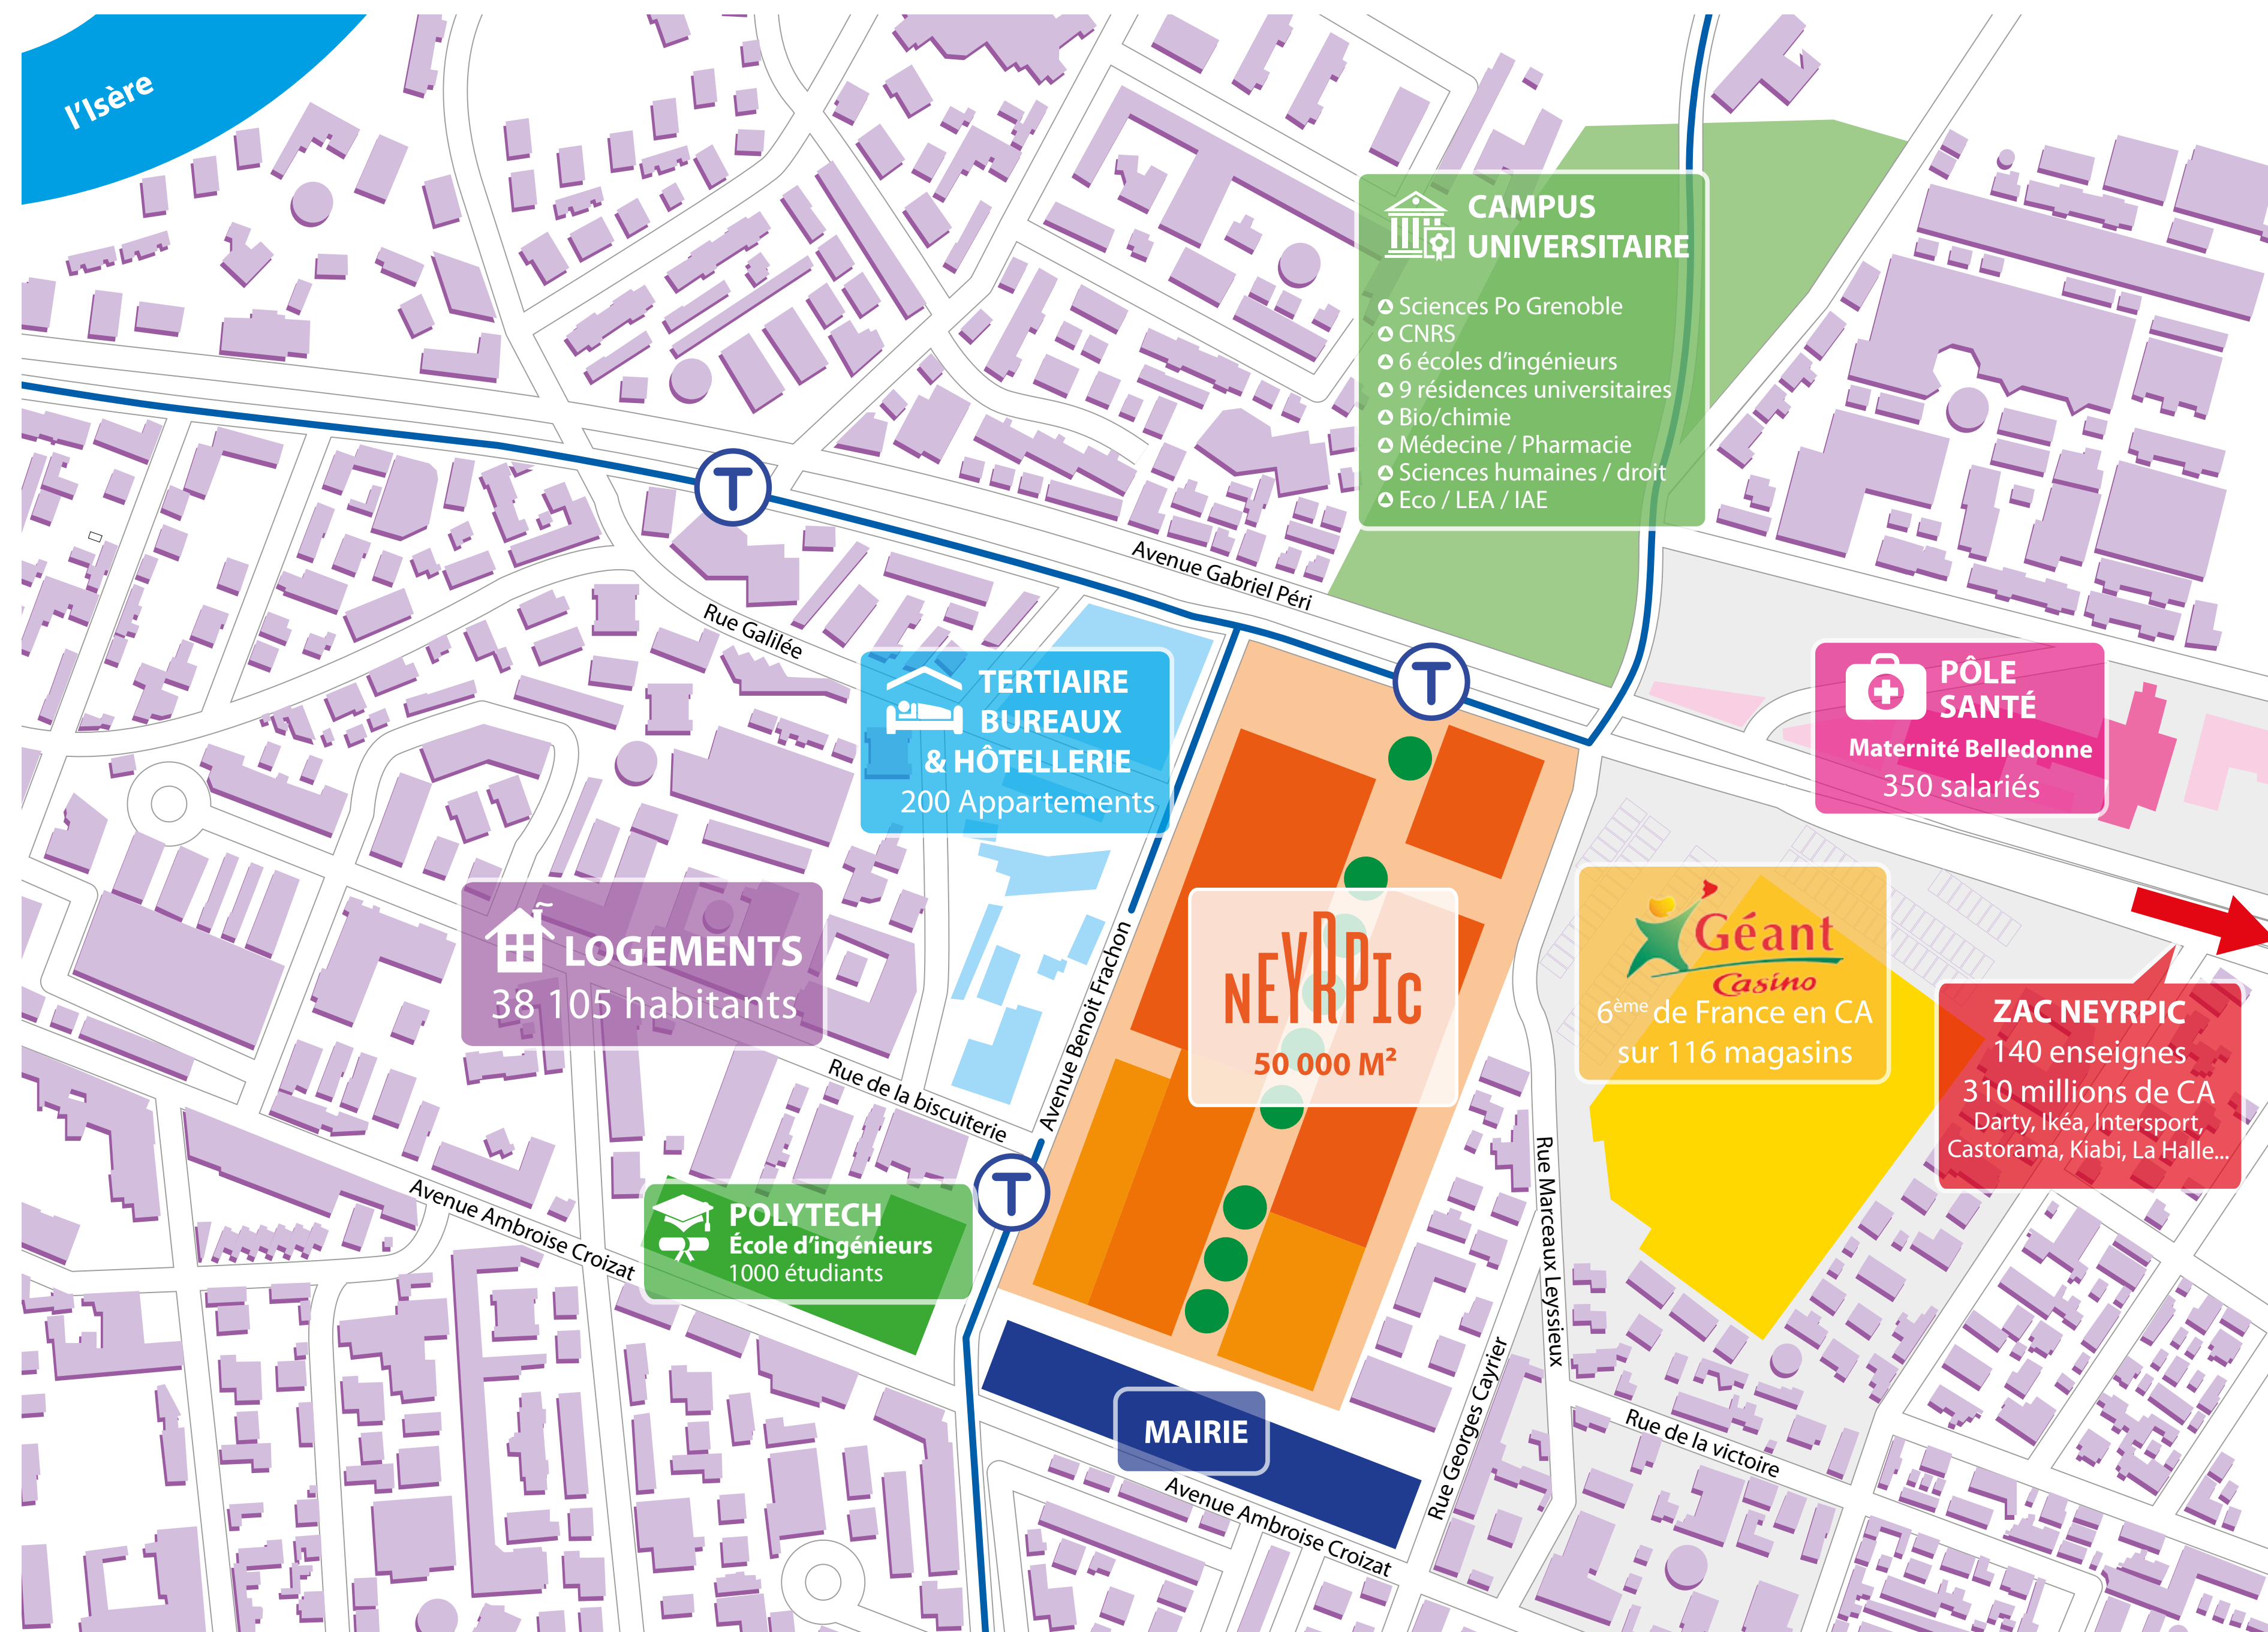 l'Isère
CAMPUS
UNIVERSITAIRE
Sciences Po Grenoble
CNRS
6 écoles d'ingénieurs
9 résidences universitaires
Bio/chimie
Médecine / Pharmacie
Sciences humaines / droit
Eco / LEA / IAE
T
Avenue Gabriel Péri
Rue Galilée
TERTIAIRE
BUREAUX
& HÔTELLERIE
200 Appartements
T
PÔLE
SANTÉ
Maternité Belledonne
350 salariés
LOGEMENTS
38 105 habitants
Avenue Benoit Frachon
NEYRPIC
50 000 M²
Géant
Casino
6ème de France en CA
sur 116 magasins
ZAC NEYRPIC
140 enseignes
310 millions de CA
Darty, Ikéa, Intersport,
Castorama, Kiabi, La Halle...
Rue de la biscuiterie
T
Rue Marceaux Leyssieux
Avenue Ambroise Croizat
POLYTECH
École d'ingénieurs
1000 étudiants
MAIRIE
Rue Georges Cayrier
Rue de la victoire
Avenue Ambroise Croizat